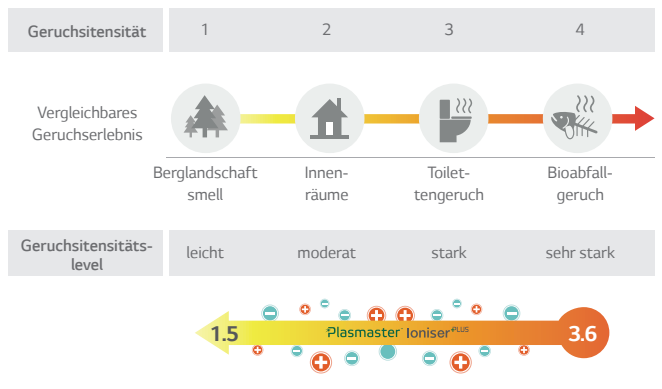 Geruchsitensität 1 2 3 4
Vergleichbares
Geruchserlebnis
Berglandschaft
smell
Innen-
räume
Toilet-
tengeruch
Bioabfall-
geruch
Geruchsitensitäts-
level
leicht moderat stark sehr stark
1.5 Plasmaster™ Ioniser+PLUS 3.6